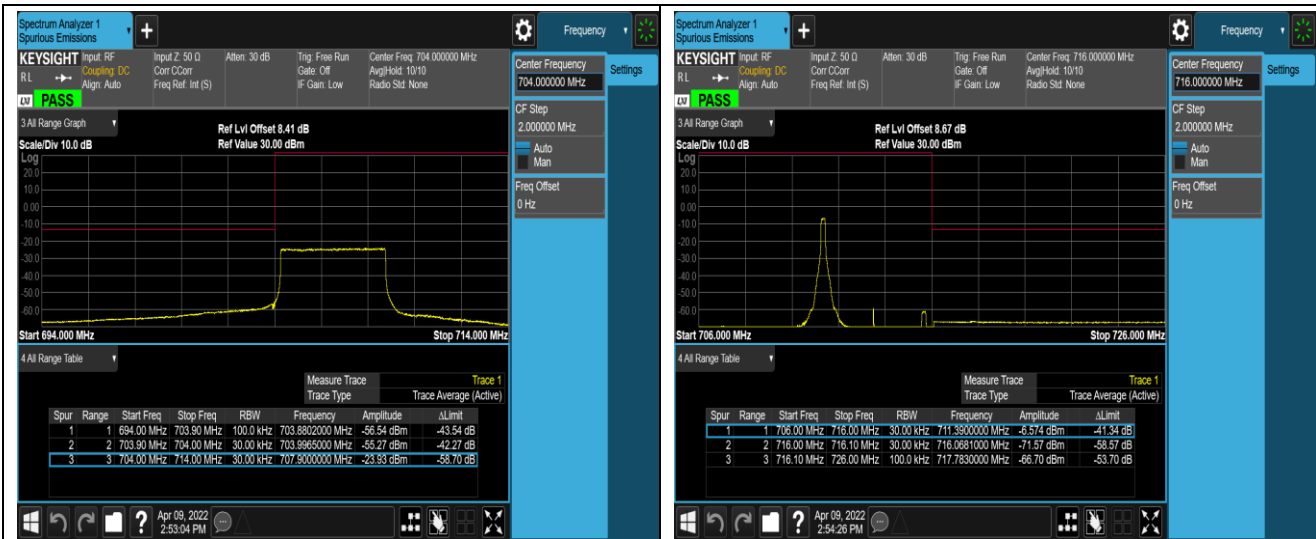 Spectrum Analyzer 1
Spurious Emissions
Frequency
KEYSIGHT Input: RF
Coupling: DC
Align: Auto
Input Z: 50 Ω
Corr CCorr
Freq Ref: Int (S)
Atten: 30 dB
Trig: Free Run
Gate: Off
IF Gain: Low
Center Freq: 704.000000 MHz
Avg|Hold: 10/10
Radio Std: None
RL
LXI PASS
Center Frequency
704.000000 MHz
Settings
CF Step
2.000000 MHz
Auto
Man
Freq Offset
0 Hz
3 All Range Graph
Ref Lvl Offset 8.41 dB
Ref Value 30.00 dBm
Scale/Div 10.0 dB
Log
20.0
10.0
0.00
-10.0
-20.0
-30.0
-40.0
-50.0
-60.0
Start 694.000 MHz Stop 714.000 MHz
4 All Range Table
Measure Trace Trace 1
Trace Type Trace Average (Active)
Spur Range Start Freq Stop Freq RBW Frequency Amplitude ΔLimit
1 1 694.00 MHz 703.90 MHz 100.0 kHz 703.8802000 MHz -56.54 dBm -43.54 dB
2 2 703.90 MHz 704.00 MHz 30.00 kHz 703.9965000 MHz -55.27 dBm -42.27 dB
3 3 704.00 MHz 714.00 MHz 30.00 kHz 707.9000000 MHz -23.93 dBm -58.70 dB
Apr 09, 2022
2:53:04 PM
Spectrum Analyzer 1
Spurious Emissions
Frequency
KEYSIGHT Input: RF
Coupling: DC
Align: Auto
Input Z: 50 Ω
Corr CCorr
Freq Ref: Int (S)
Atten: 30 dB
Trig: Free Run
Gate: Off
IF Gain: Low
Center Freq: 716.000000 MHz
Avg|Hold: 10/10
Radio Std: None
RL
LXI PASS
Center Frequency
716.000000 MHz
Settings
CF Step
2.000000 MHz
Auto
Man
Freq Offset
0 Hz
3 All Range Graph
Ref Lvl Offset 8.67 dB
Ref Value 30.00 dBm
Scale/Div 10.0 dB
Log
20.0
10.0
0.00
-10.0
-20.0
-30.0
-40.0
-50.0
-60.0
Start 706.000 MHz Stop 726.000 MHz
4 All Range Table
Measure Trace Trace 1
Trace Type Trace Average (Active)
Spur Range Start Freq Stop Freq RBW Frequency Amplitude ΔLimit
1 1 706.00 MHz 716.00 MHz 30.00 kHz 711.3900000 MHz -6.574 dBm -41.34 dB
2 2 716.00 MHz 716.10 MHz 30.00 kHz 716.0681000 MHz -71.57 dBm -58.57 dB
3 3 716.10 MHz 726.00 MHz 100.0 kHz 717.7830000 MHz -66.70 dBm -53.70 dB
Apr 09, 2022
2:54:26 PM